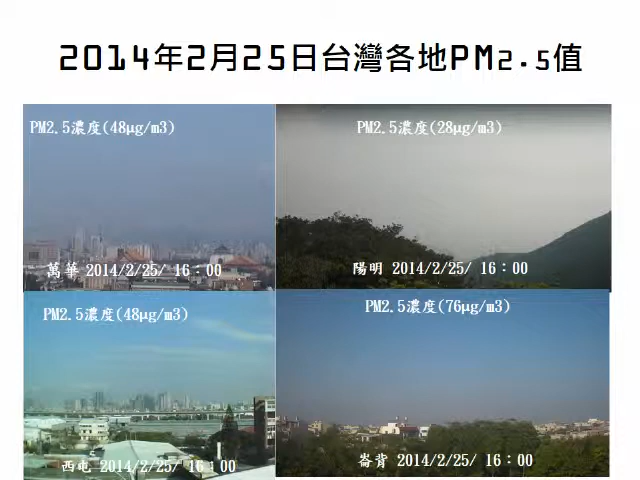 2014年2月25日台灣各地PM2.5值
PM2.5濃度(48μg/m3)
萬華 2014/2/25/ 16：00
PM2.5濃度(28μg/m3)
陽明 2014/2/25/ 16：00
PM2.5濃度(48μg/m3)
西屯 2014/2/25/ 16：00
PM2.5濃度(76μg/m3)
崙背 2014/2/25/ 16：00